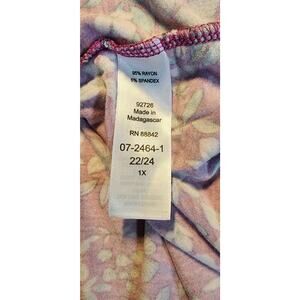 95% RAYON
5% SPANDEX
92726
Made in
Madagascar
RN 88842
07-2464-1
22/24
1X